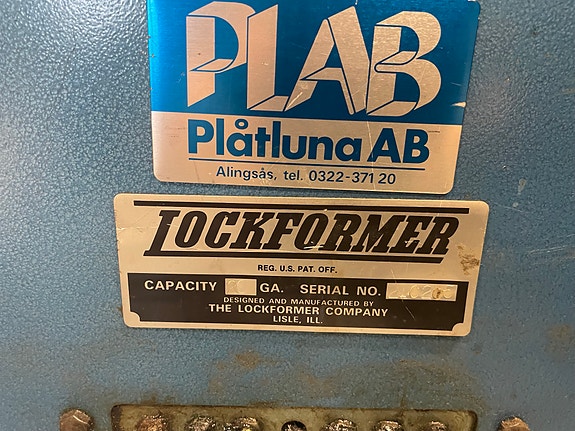 PLAB
Plåtluna AB
Alingsås, tel. 0322-371 20
LOCKFORMER
REG. U.S. PAT. OFF.
CAPACITY GA. SERIAL NO.
DESIGNED AND MANUFACTURED BY
THE LOCKFORMER COMPANY
LISLE, ILL.